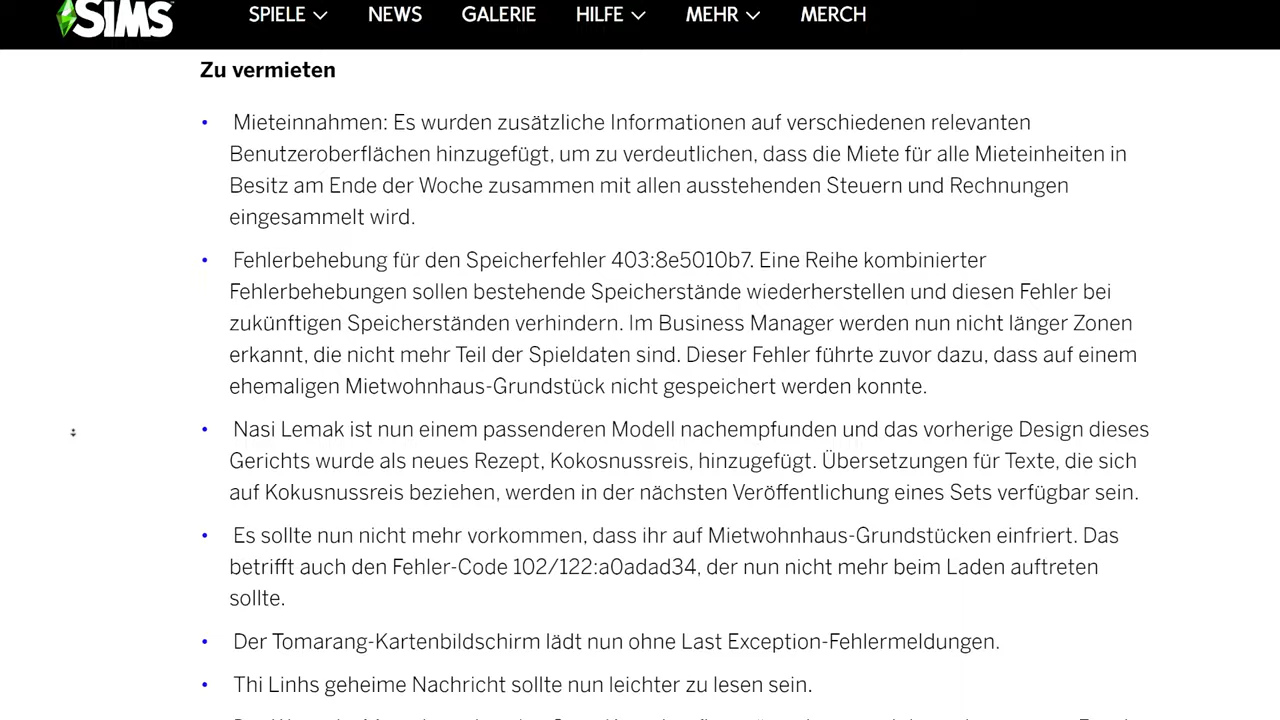 SIMS
SPIELE NEWS GALERIE HILFE MEHR MERCH
Zu vermieten
• Mieteinnahmen: Es wurden zusätzliche Informationen auf verschiedenen relevanten
Benutzeroberflächen hinzugefügt, um zu verdeutlichen, dass die Miete für alle Mieteinheiten in
Besitz am Ende der Woche zusammen mit allen ausstehenden Steuern und Rechnungen
eingesammelt wird.
• Fehlerbehebung für den Speicherfehler 403:8e5010b7. Eine Reihe kombinierter
Fehlerbehebungen sollen bestehende Speicherstände wiederherstellen und diesen Fehler bei
zukünftigen Speicherständen verhindern. Im Business Manager werden nun nicht länger Zonen
erkannt, die nicht mehr Teil der Spieldaten sind. Dieser Fehler führte zuvor dazu, dass auf einem
ehemaligen Mietwohnhaus-Grundstück nicht gespeichert werden konnte.
• Nasi Lemak ist nun einem passenderen Modell nachempfunden und das vorherige Design dieses
Gerichts wurde als neues Rezept, Kokosnussreis, hinzugefügt. Übersetzungen für Texte, die sich
auf Kokusnussreis beziehen, werden in der nächsten Veröffentlichung eines Sets verfügbar sein.
• Es sollte nun nicht mehr vorkommen, dass ihr auf Mietwohnhaus-Grundstücken einfriert. Das
betrifft auch den Fehler-Code 102/122:a0adad34, der nun nicht mehr beim Laden auftreten
sollte.
• Der Tomarang-Kartenbildschirm lädt nun ohne Last Exception-Fehlermeldungen.
• Thi Linhs geheime Nachricht sollte nun leichter zu lesen sein.